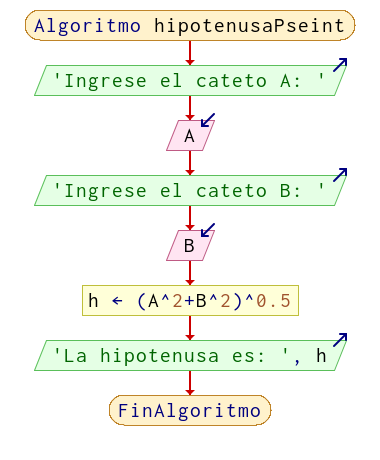 Algoritmo hipotenusaPseint
'Ingrese el cateto A: '
A
'Ingrese el cateto B: '
B
h ← (A^2+B^2)^0.5
'La hipotenusa es: ', h
FinAlgoritmo